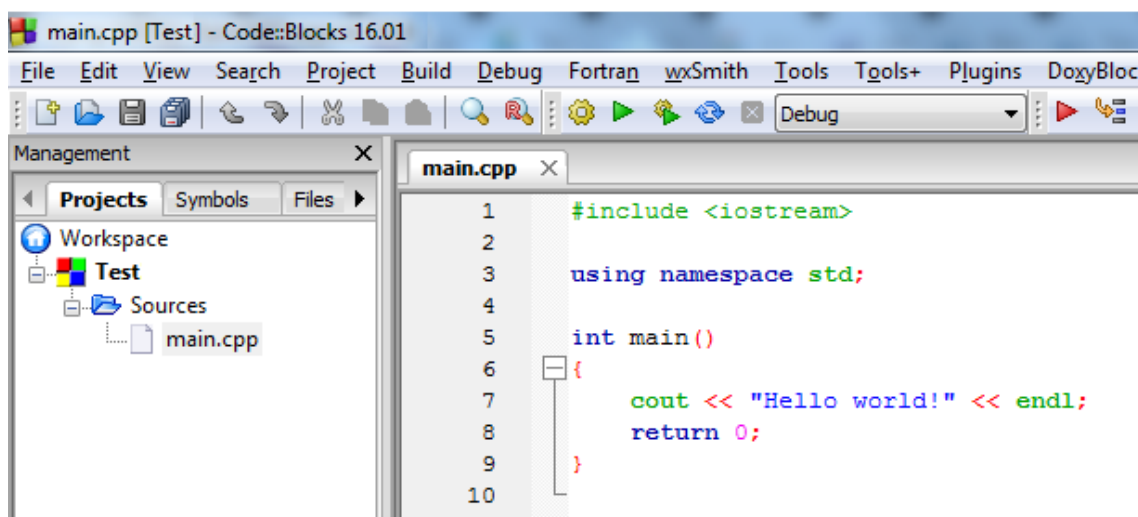 main.cpp [Test] - Code::Blocks 16.01
File Edit View Search Project Build Debug Fortran wxSmith Tools Tools+ Plugins DoxyBloc
Debug
Management
main.cpp
Projects Symbols Files
Workspace
Test
Sources
main.cpp
1 #include <iostream>
2
3 using namespace std;
4
5 int main()
6 {
7 cout << "Hello world!" << endl;
8 return 0;
9 }
10